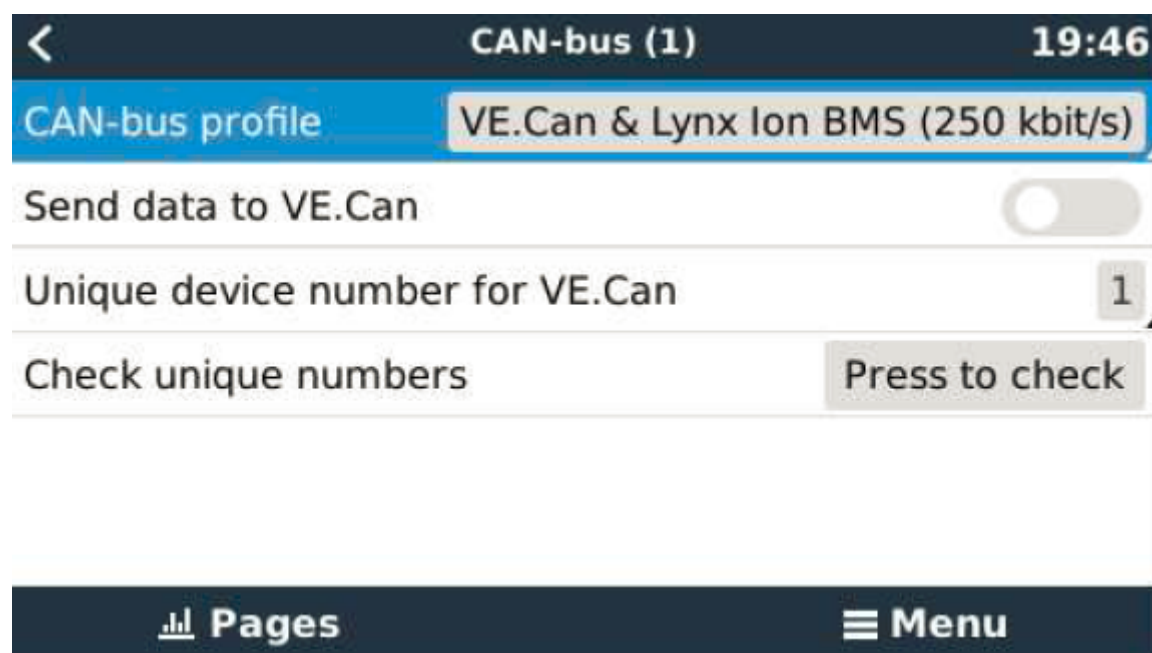 CAN-bus (1) 19:46
CAN-bus profile VE.Can & Lynx Ion BMS (250 kbit/s)
Send data to VE.Can
Unique device number for VE.Can 1
Check unique numbers Press to check
Pages Menu